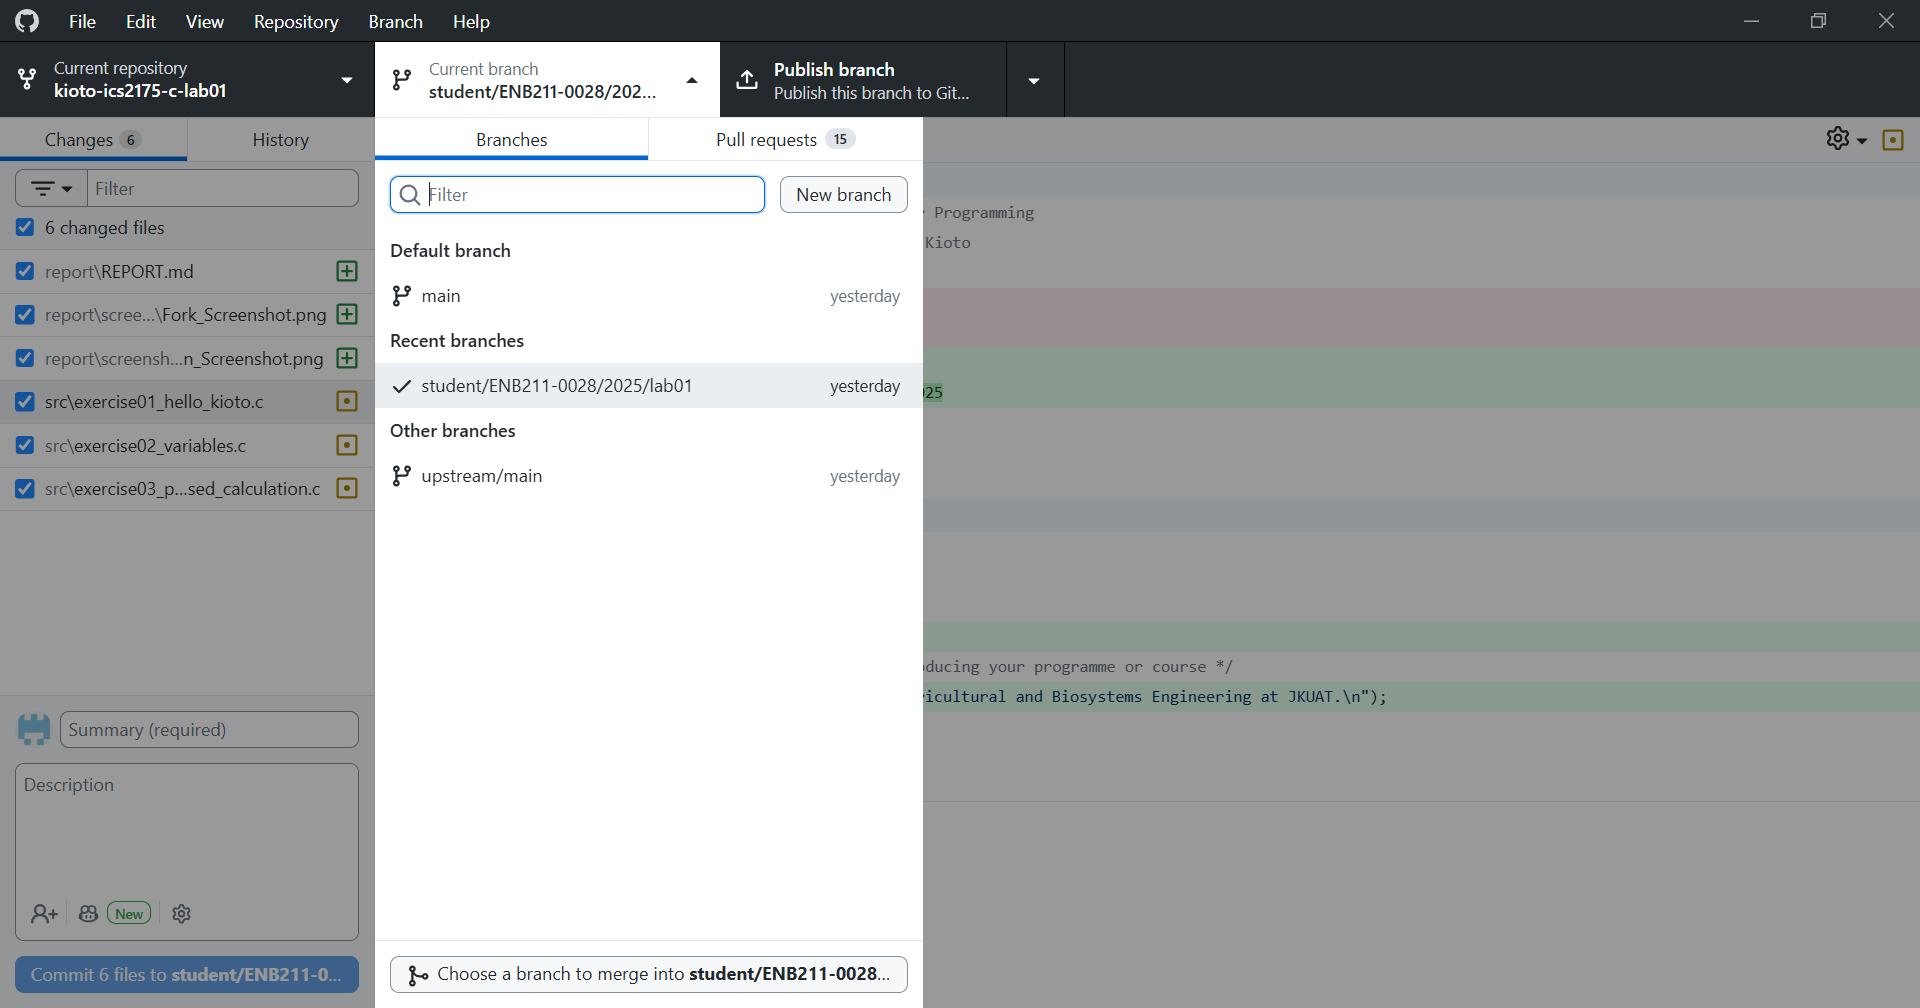 File Edit View Repository Branch Help
Current repository
kioto-ics2175-c-lab01
Current branch
student/ENB211-0028/202...
Publish branch
Publish this branch to Git...
Changes 6
History
Filter
6 changed files
report\REPORT.md
report\scree...\Fork_Screenshot.png
report\screensh...n_Screenshot.png
src\exercise01_hello_kioto.c
src\exercise02_variables.c
src\exercise03_p...sed_calculation.c
Summary (required)
Description
New
Commit 6 files to student/ENB211-0...
Branches
Pull requests 15
Filter
New branch
Default branch
main yesterday
Recent branches
student/ENB211-0028/2025/lab01 yesterday
Other branches
upstream/main yesterday
Choose a branch to merge into student/ENB211-0028...
Programming
Kioto
25
ducing your programme or course */
icultural and Biosystems Engineering at JKUAT.\n");